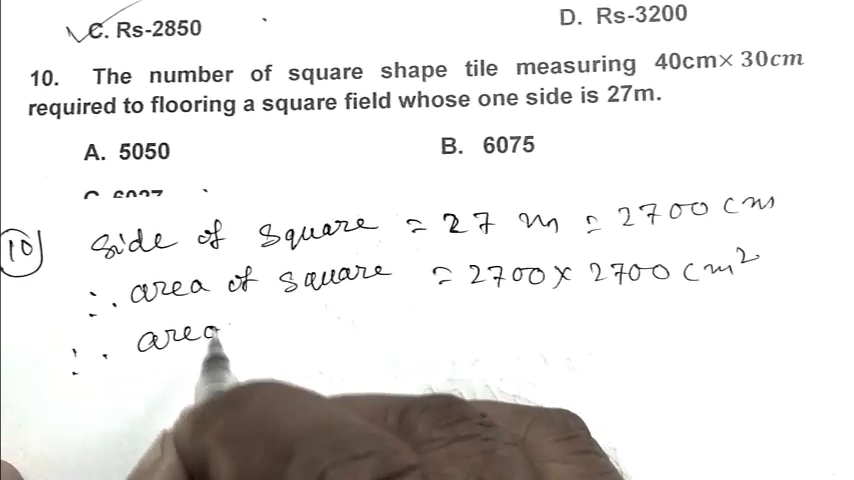 C. Rs-2850 D. Rs-3200
10. The number of square shape tile measuring 40cm× 30cm
required to flooring a square field whose one side is 27m.
A. 5050 B. 6075
10 Side of square = 27 m = 2700 cm
∴ area of square = 2700 × 2700 cm²
∴ area